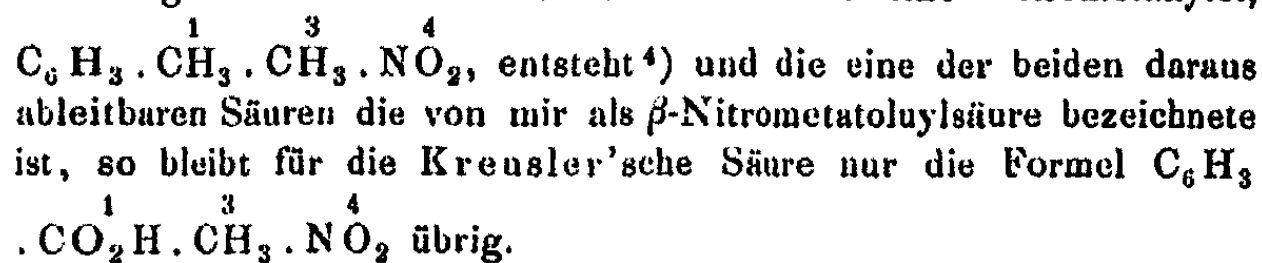 1 3 4
C₆H₃.CH₃.CH₃.NO₂, entsteht⁴) und die eine der beiden daraus
ableitbaren Säuren die von mir als β-Nitrometatoluylsäure bezeichnete
ist, so bleibt für die Kreusler'sche Säure nur die Formel C₆H₃
1 3 4
.CO₂H.CH₃.NO₂ übrig.